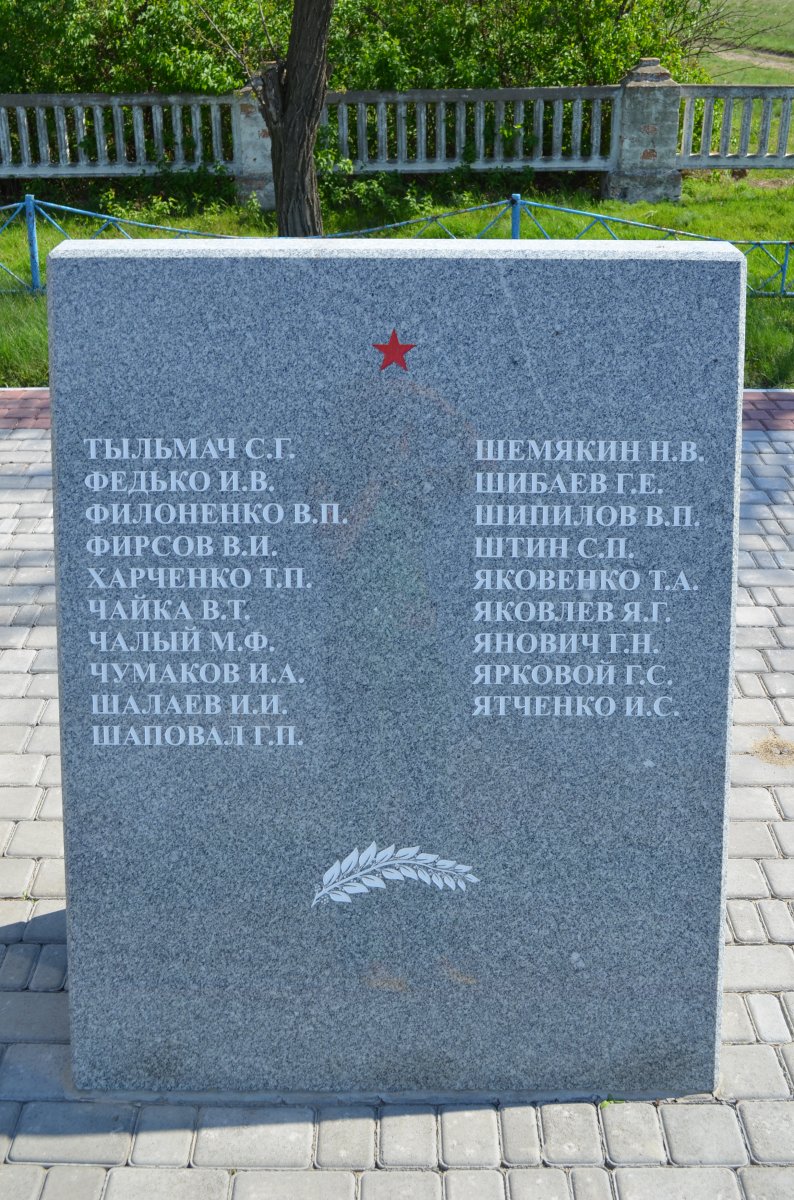 ТЫЛЬМАЧ С.Г.
ФЕДЬКО И.В.
ФИЛОНЕНКО В.П.
ФИРСОВ В.И.
ХАРЧЕНКО Т.П.
ЧАЙКА В.Т.
ЧАЛЫЙ М.Ф.
ЧУМАКОВ И.А.
ШАЛАЕВ И.И.
ШАПОВАЛ Г.П.
ШЕМЯКИН Н.В.
ШИБАЕВ Г.Е.
ШИПИЛОВ В.П.
ШТИН С.П.
ЯКОВЕНКО Т.А.
ЯКОВЛЕВ Я.Г.
ЯНОВИЧ Г.Н.
ЯРКОВОЙ Г.С.
ЯТЧЕНКО И.С.